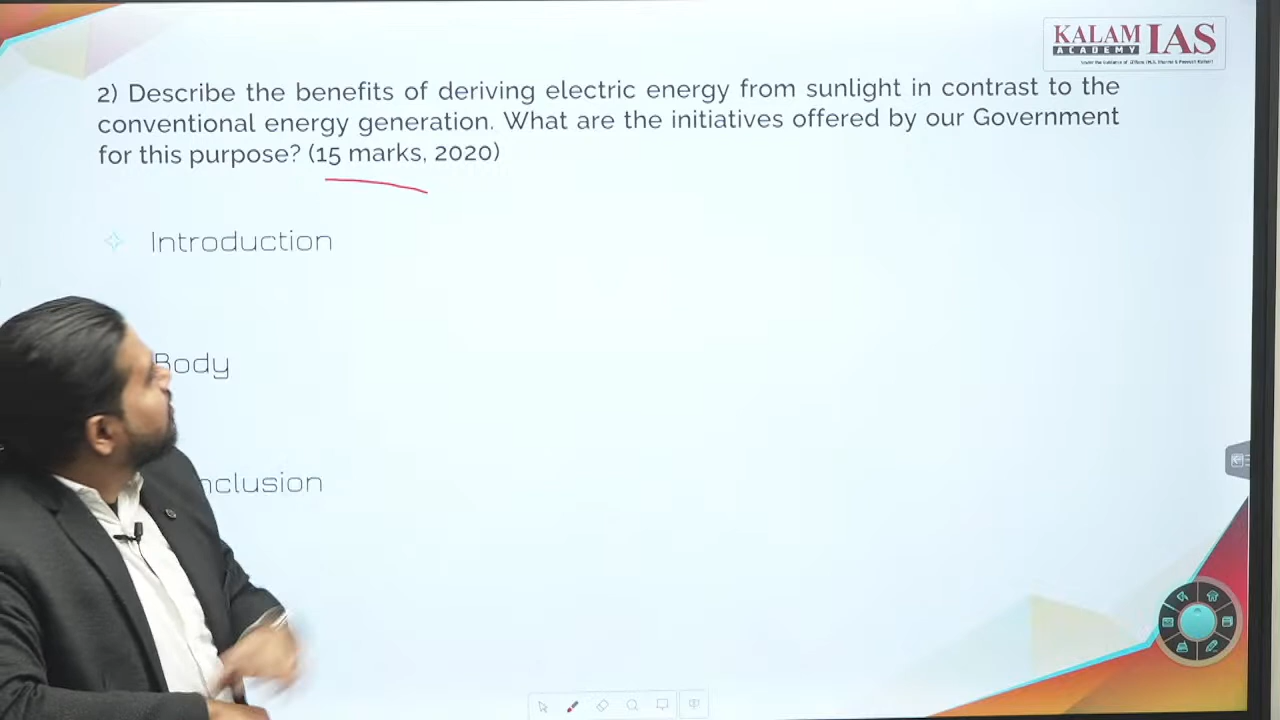 KALAM IAS
ACADEMY
2) Describe the benefits of deriving electric energy from sunlight in contrast to the
conventional energy generation. What are the initiatives offered by our Government
for this purpose? (15 marks, 2020)
Introduction
Body
nclusion